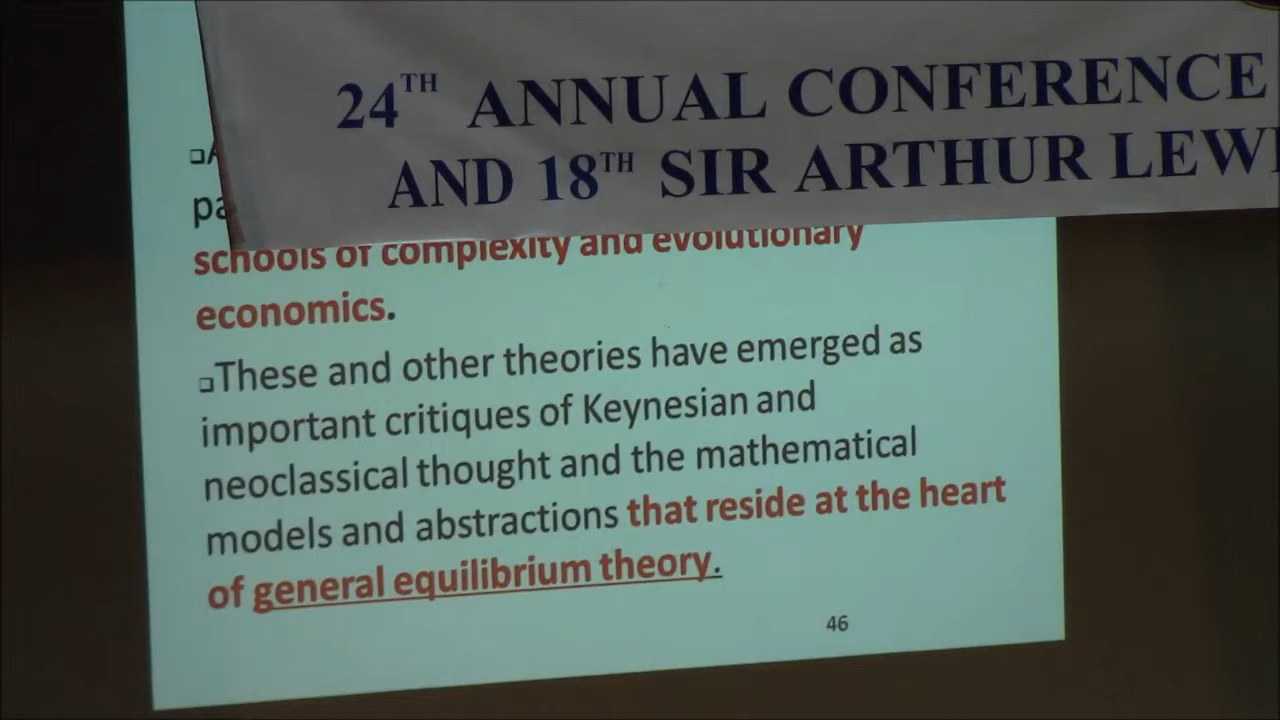 24TH ANNUAL CONFERENCE
AND 18TH SIR ARTHUR
schools of complexity and evolutionary
economics.
These and other theories have emerged as
important critiques of Keynesian and
neoclassical thought and the mathematical
models and abstractions that reside at the heart
of general equilibrium theory.
46